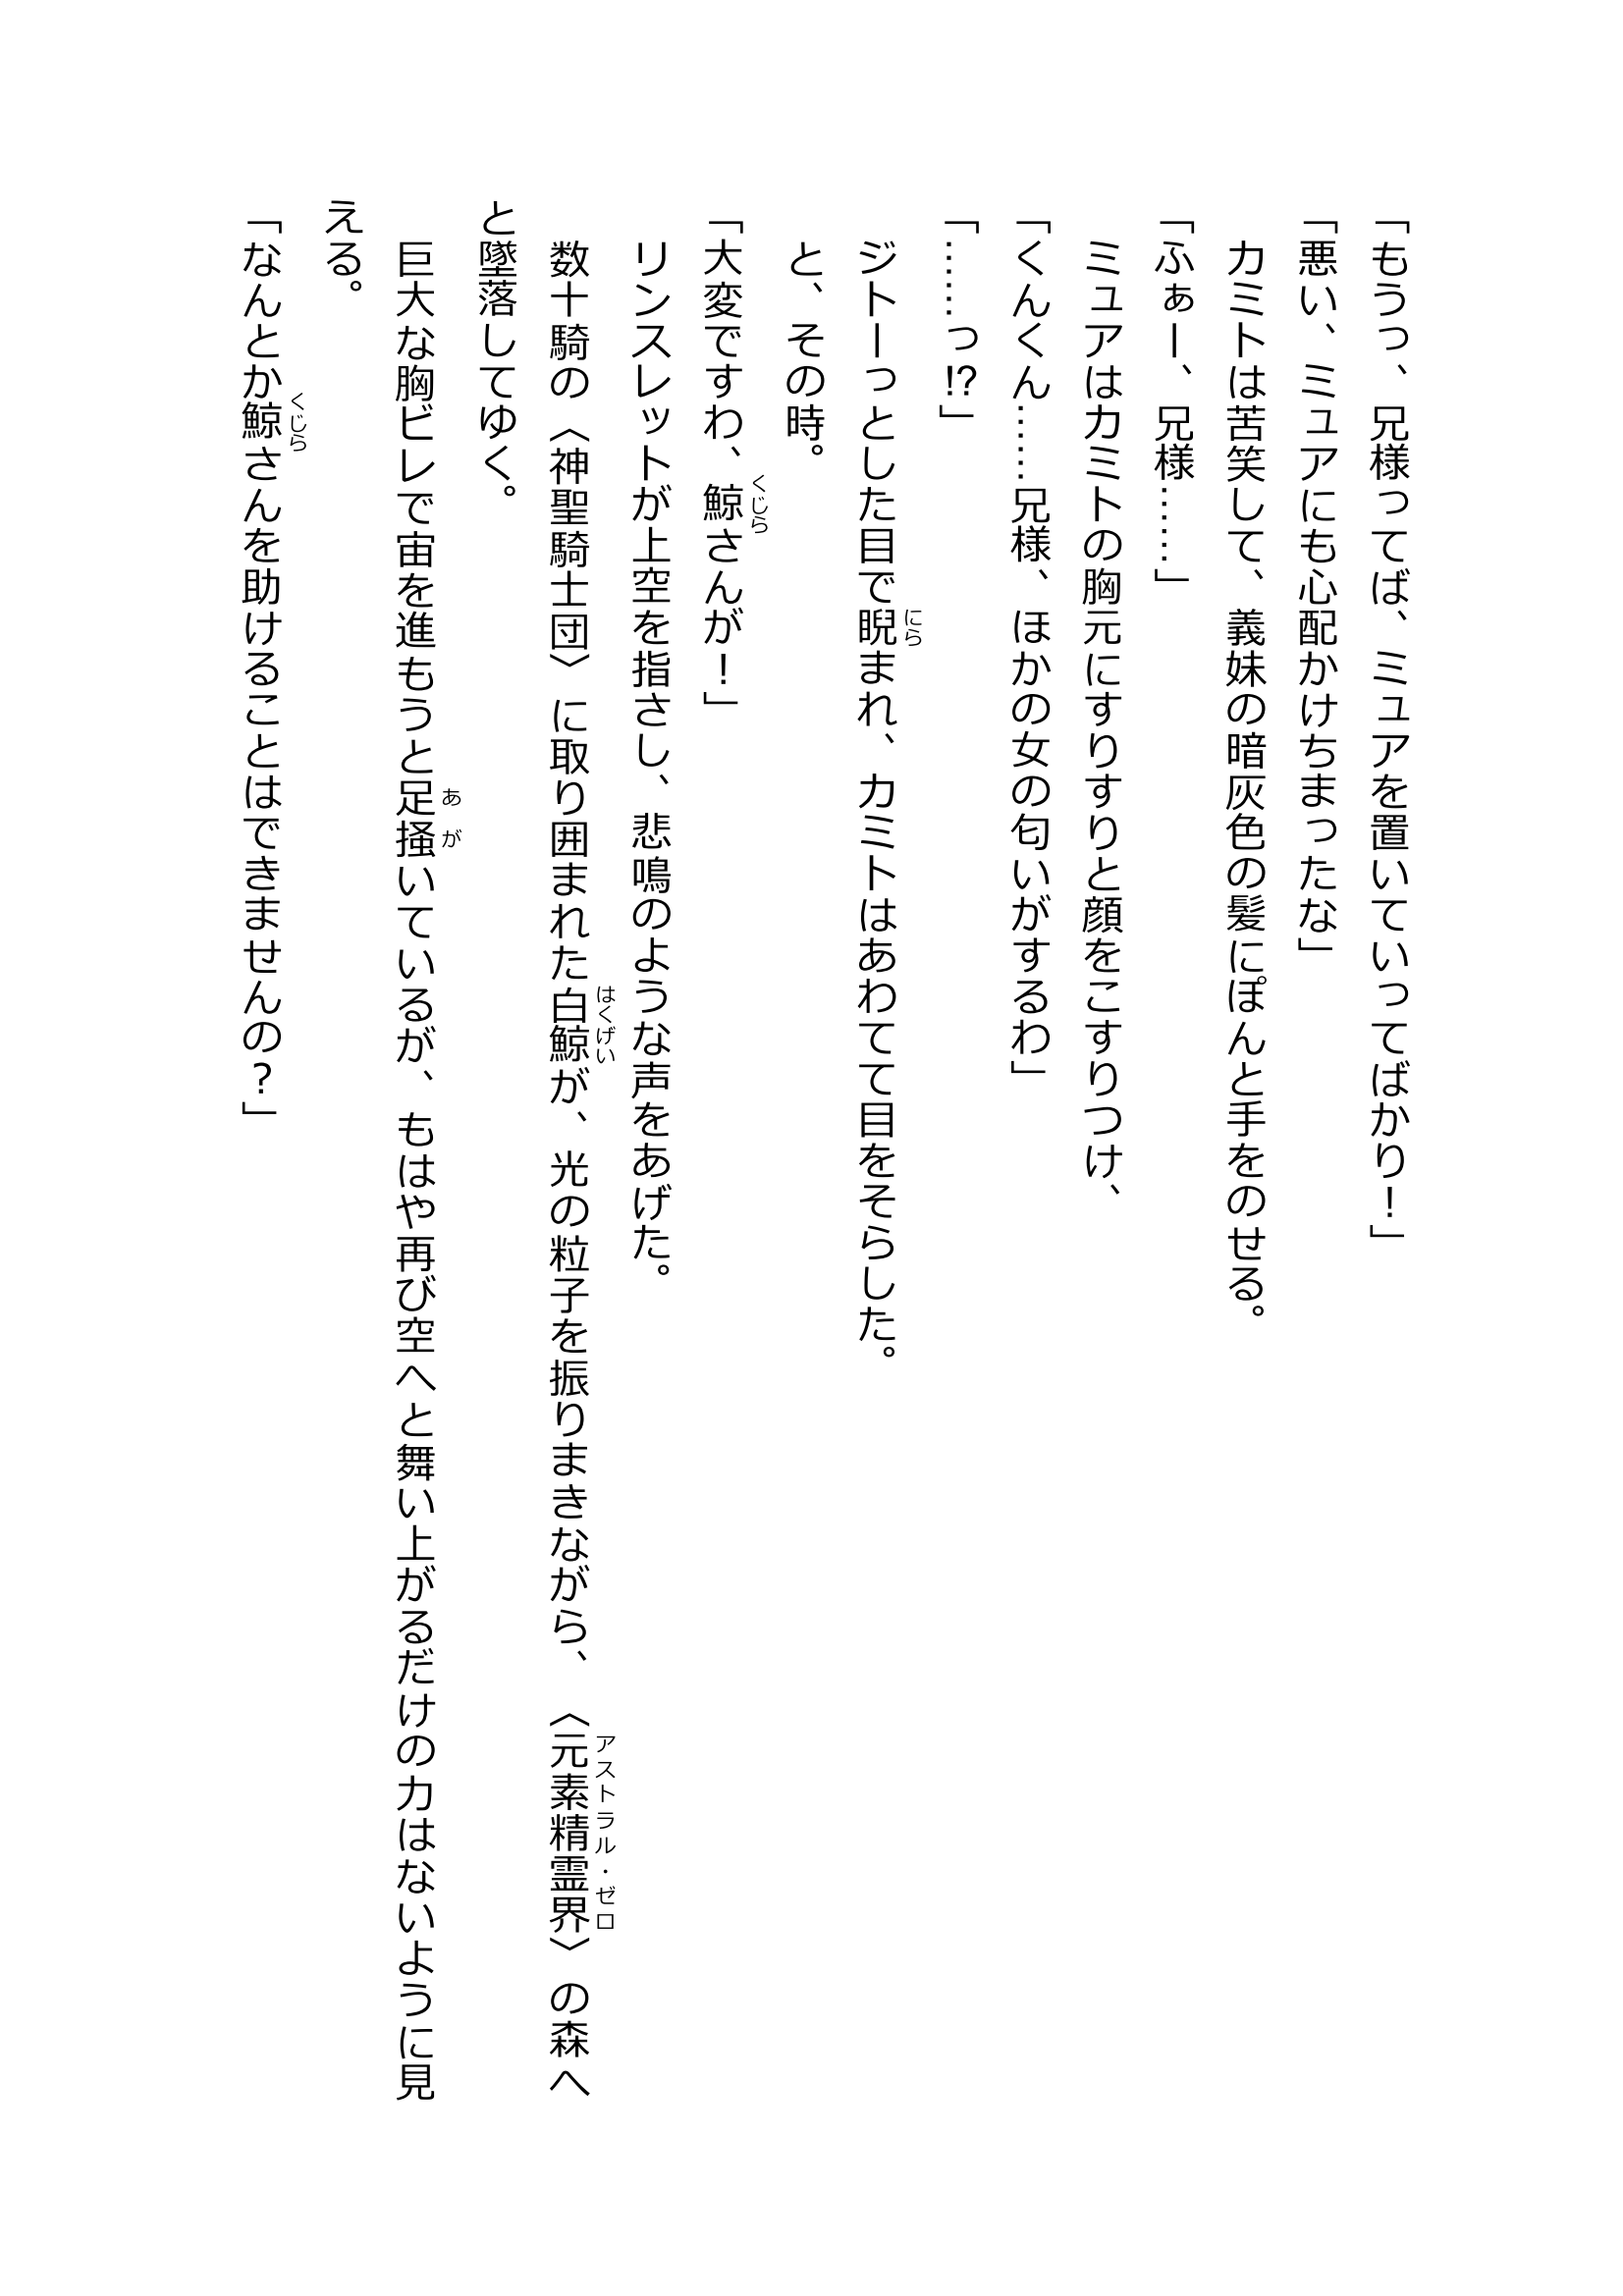 「もうっ、兄様ってば、ミュアを置いていってばかり！」
「悪い、ミュアにも心配かけちまったな」
　カミトは苦笑して、義妹の暗灰色の髪にぽんと手をのせる。
「ふぁー、兄様……」
　ミュアはカミトの胸元にすりすりと顔をこすりつけ、
「くんくん……兄様、ほかの女の匂いがするわ」
「……っ⁉」
　ジトーっとした目で睨まれ、カミトはあわてて目をそらした。
　と、その時。
「大変ですわ、鯨さんが！」
　リンスレットが上空を指さし、悲鳴のような声をあげた。
　数十騎の〈神聖騎士団〉に取り囲まれた白鯨が、光の粒子を振りまきながら、〈元素精霊界〉の森へ
と墜落してゆく。
　巨大な胸ビレで宙を進もうと足掻いているが、もはや再び空へと舞い上がるだけの力はないように見
える。
「なんとか鯨さんを助けることはできませんの？」